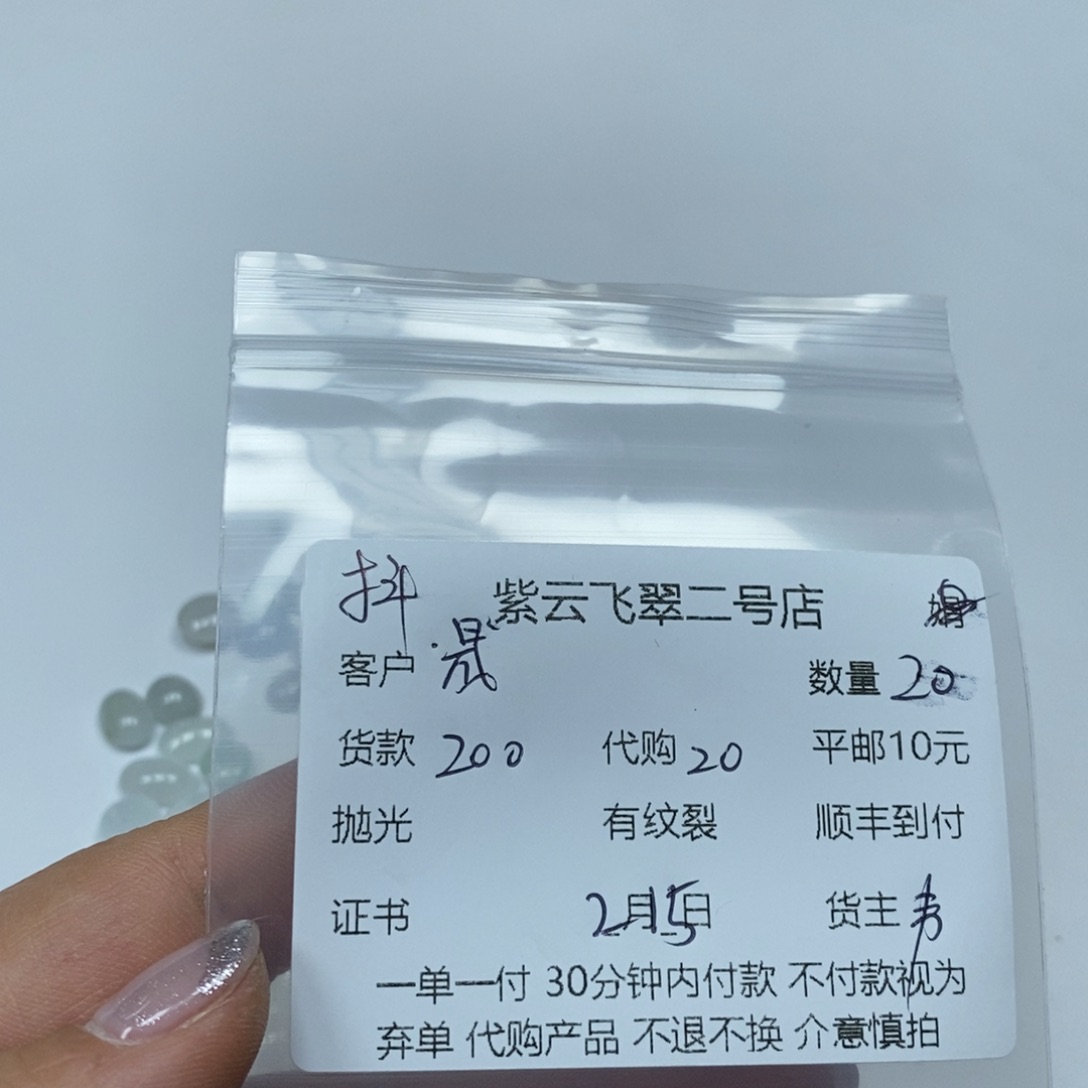 抖 紫云飞翠二号店
客户 晟 数量 20
货款 200 代购 20 平邮10元
抛光 有纹裂 顺丰到付
证书 2月15日 货主
一单一付 30分钟内付款 不付款视为
弃单 代购产品 不退不换 介意慎拍